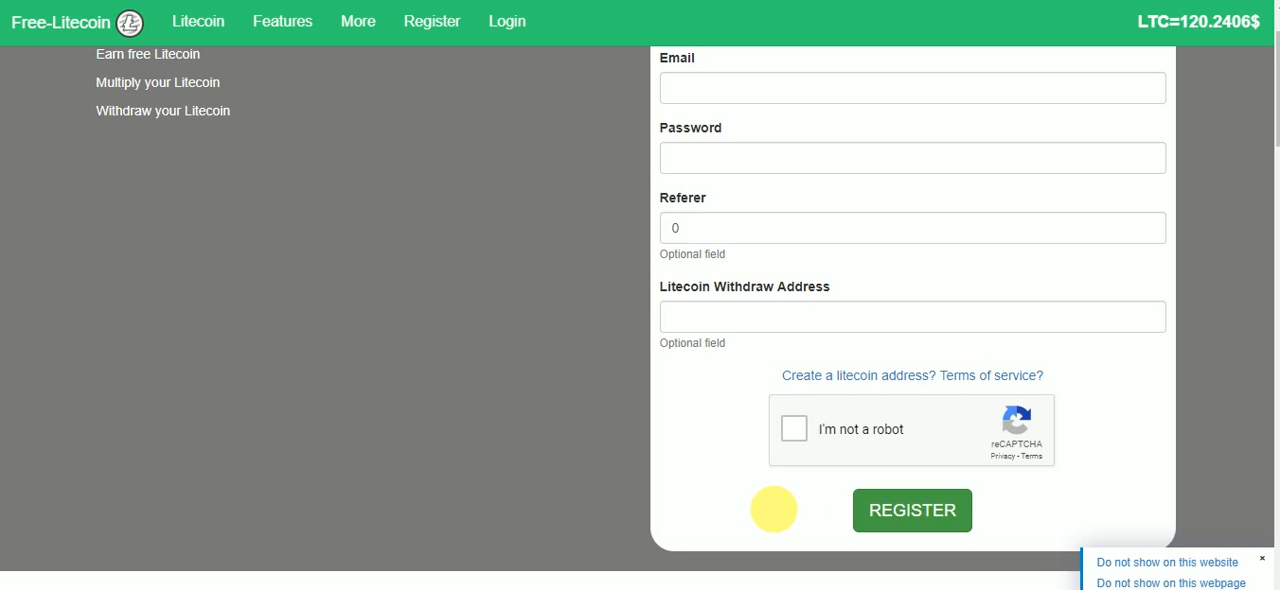 Free-Litecoin Litecoin Features More Register Login LTC=120.2406$
Earn free Litecoin
Multiply your Litecoin
Withdraw your Litecoin
Email
Password
Referer
0
Optional field
Litecoin Withdraw Address
Optional field
Create a litecoin address? Terms of service?
I'm not a robot
reCAPTCHA
Privacy - Terms
REGISTER
Do not show on this website ×
Do not show on this webpage